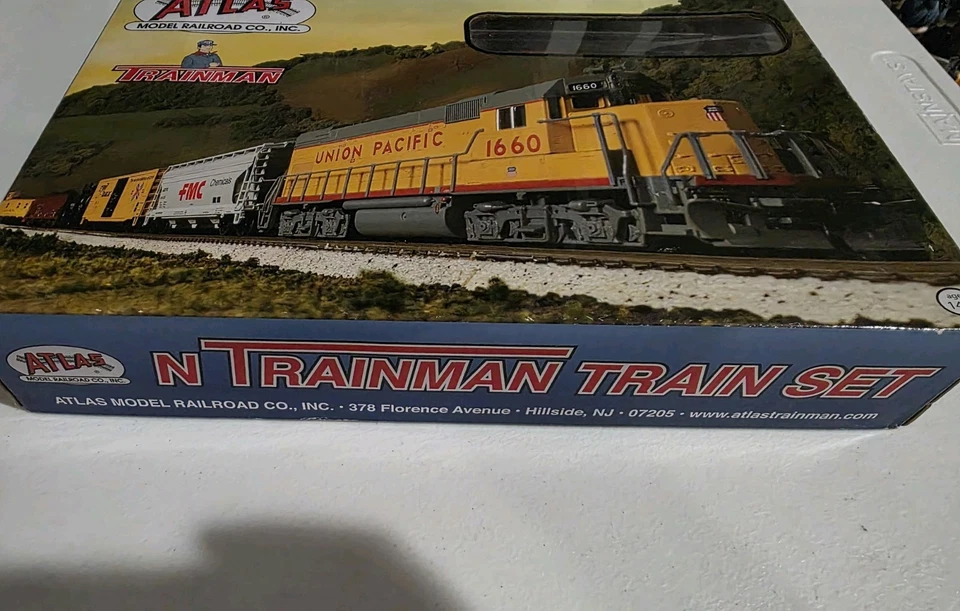 ATLAS
MODEL RAILROAD CO., INC.
TRAINMAN
1660
UNION PACIFIC
1660
FMC Chemicals
ATLAS
MODEL RAILROAD CO., INC.
N TRAINMAN TRAIN SET
ATLAS MODEL RAILROAD CO., INC. · 378 Florence Avenue · Hillside, NJ · 07205 · www.atlastrainman.com